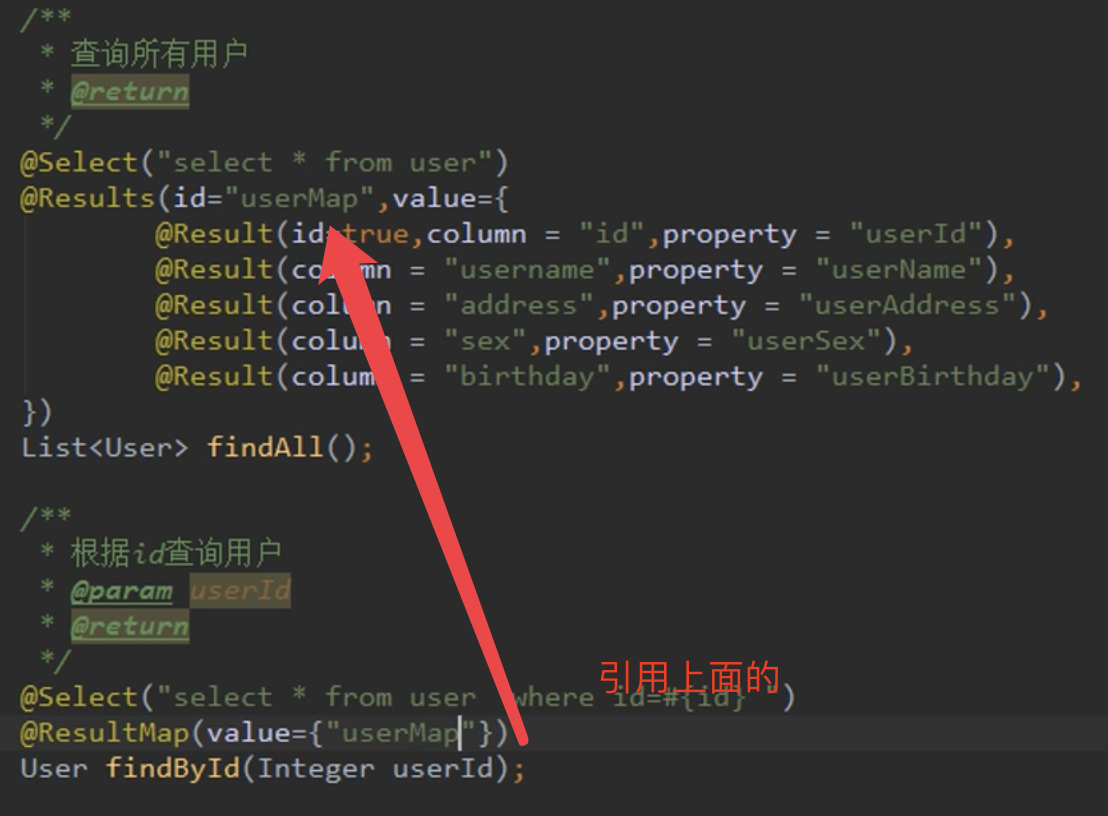 /**
 * 查询所有用户
 * @return
 */
@Select("select * from user")
@Results(id="userMap",value={
        @Result(id=true,column = "id",property = "userId"),
        @Result(column = "username",property = "userName"),
        @Result(column = "address",property = "userAddress"),
        @Result(column = "sex",property = "userSex"),
        @Result(column = "birthday",property = "userBirthday"),
})
List<User> findAll();
/**
 * 根据id查询用户
 * @param userId
 * @return
 */
引用上面的
@Select("select * from user  where id=#{id} ")
@ResultMap(value={"userMap"})
User findById(Integer userId);